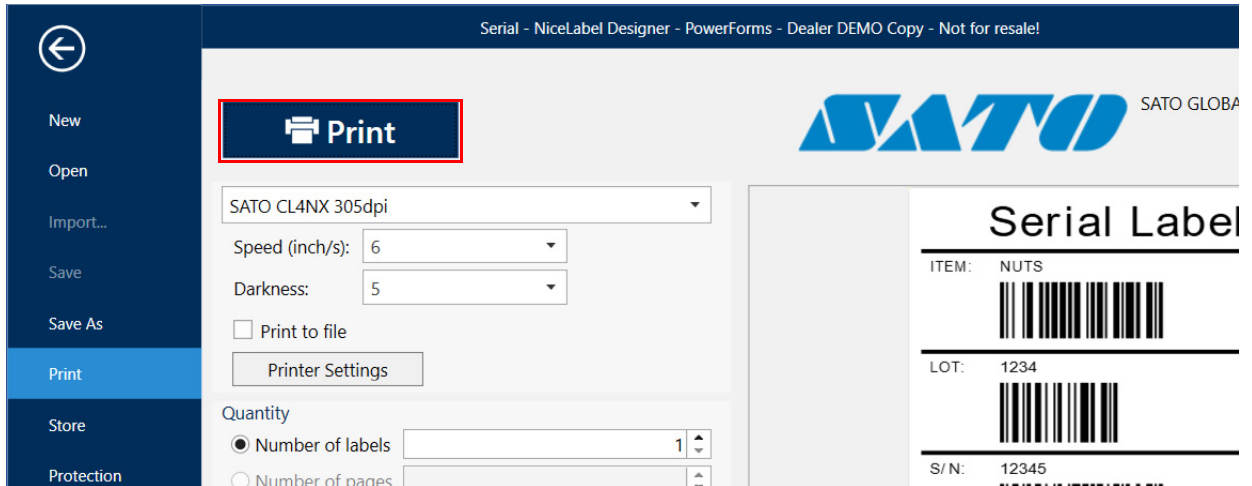 Serial - NiceLabel Designer - PowerForms - Dealer DEMO Copy - Not for resale!
New
Open
Import...
Save
Save As
Print
Store
Protection
Print
SATO CL4NX 305dpi
Speed (inch/s): 6
Darkness: 5
Print to file
Printer Settings
Quantity
Number of labels 1
Number of pages
SATO
SATO GLOBA
Serial Label
ITEM: NUTS
LOT: 1234
S/N: 12345